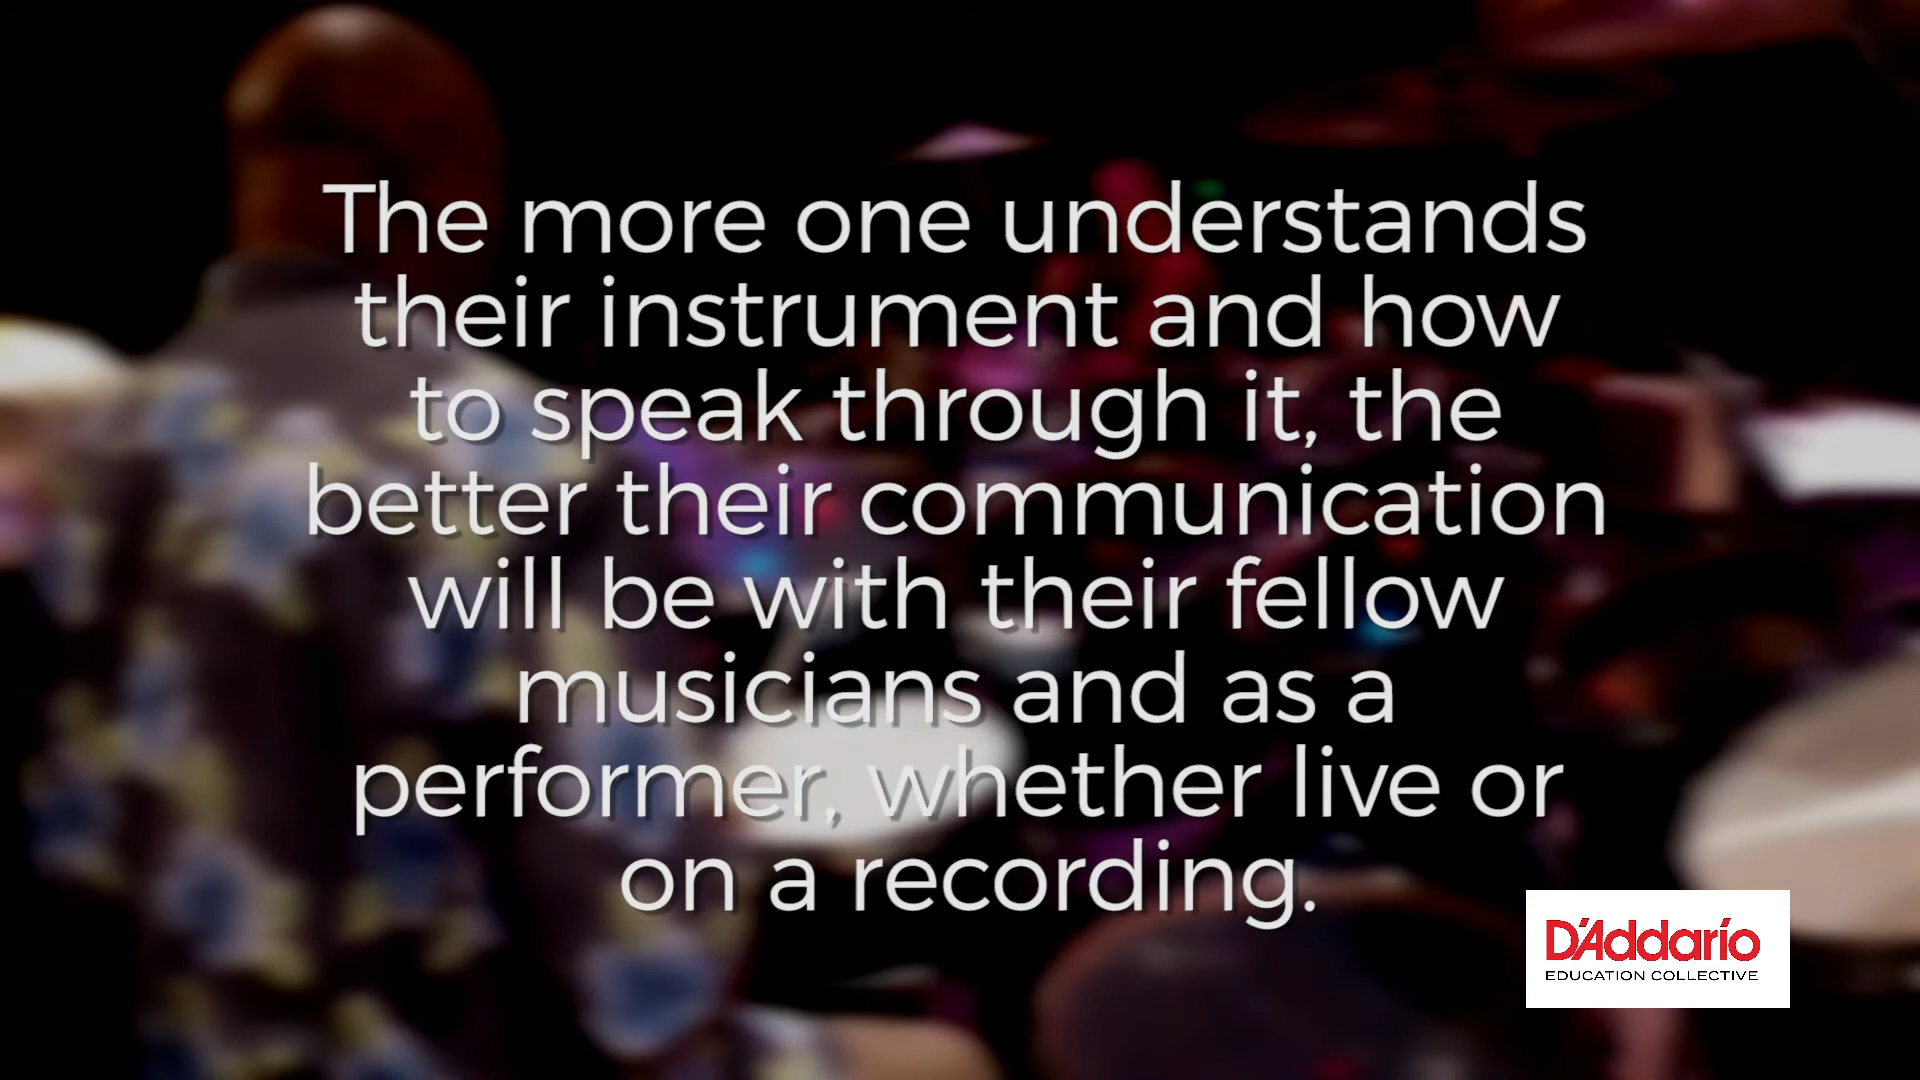 The more one understands
their instrument and how
to speak through it, the
better their communication
will be with their fellow
musicians and as a
performer, whether live or
on a recording.
D'Addario
EDUCATION COLLECTIVE